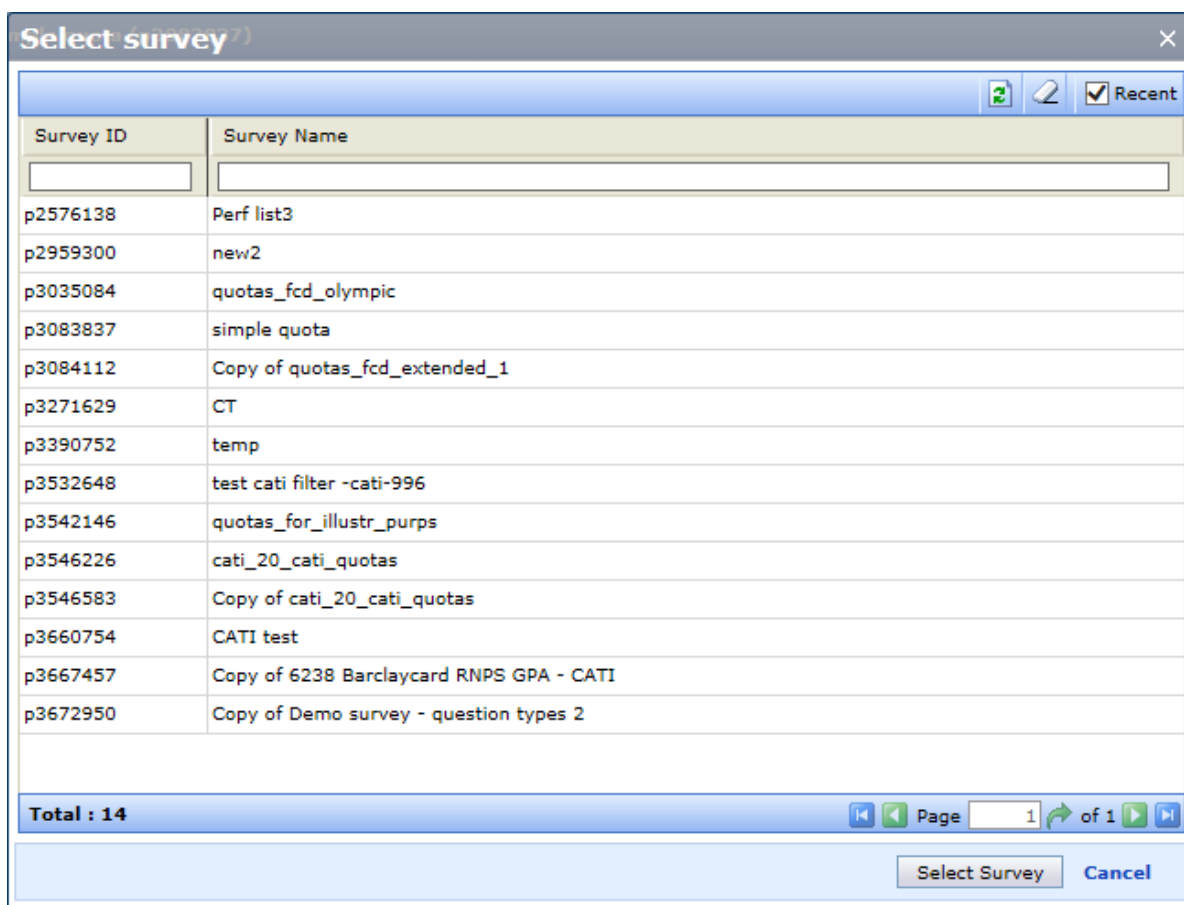 Select survey
Recent
Survey ID Survey Name
p2576138 Perf list3
p2959300 new2
p3035084 quotas_fcd_olympic
p3083837 simple quota
p3084112 Copy of quotas_fcd_extended_1
p3271629 CT
p3390752 temp
p3532648 test cati filter -cati-996
p3542146 quotas_for_illustr_purps
p3546226 cati_20_cati_quotas
p3546583 Copy of cati_20_cati_quotas
p3660754 CATI test
p3667457 Copy of 6238 Barclaycard RNPS GPA - CATI
p3672950 Copy of Demo survey - question types 2
Total : 14 Page 1 of 1
Select Survey Cancel